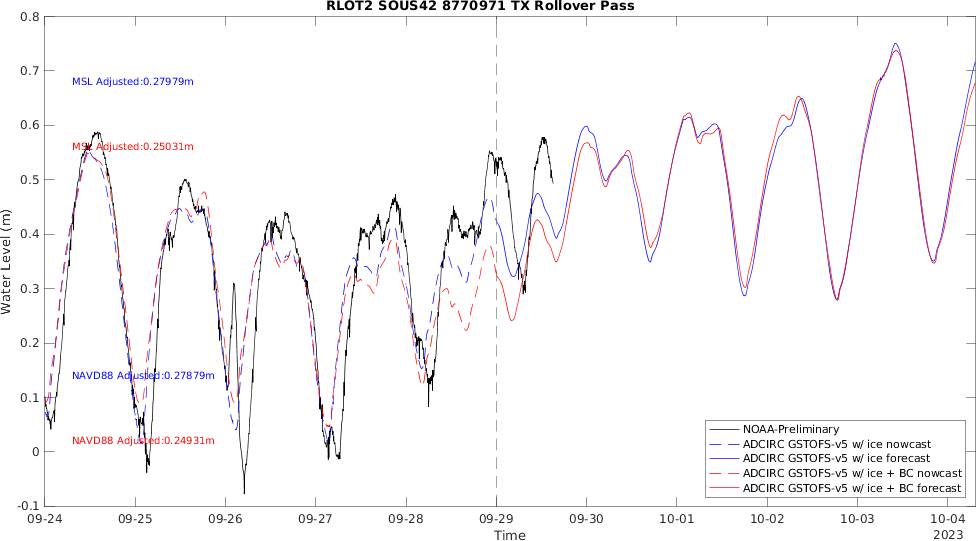 RLOT2 SOUS42 8770971 TX Rollover Pass
0.8
0.7
0.6
0.5
0.4
0.3
0.2
0.1
0
-0.1
Water Level (m)
MSL Adjusted:0.27979m
MSL Adjusted:0.25031m
NAVD88 Adjusted:0.27879m
NAVD88 Adjusted:0.24931m
NOAA-Preliminary
ADCIRC GSTOFS-v5 w/ ice nowcast
ADCIRC GSTOFS-v5 w/ ice forecast
ADCIRC GSTOFS-v5 w/ ice + BC nowcast
ADCIRC GSTOFS-v5 w/ ice + BC forecast
09-24 09-25 09-26 09-27 09-28 09-29 09-30 10-01 10-02 10-03 10-04
Time
2023